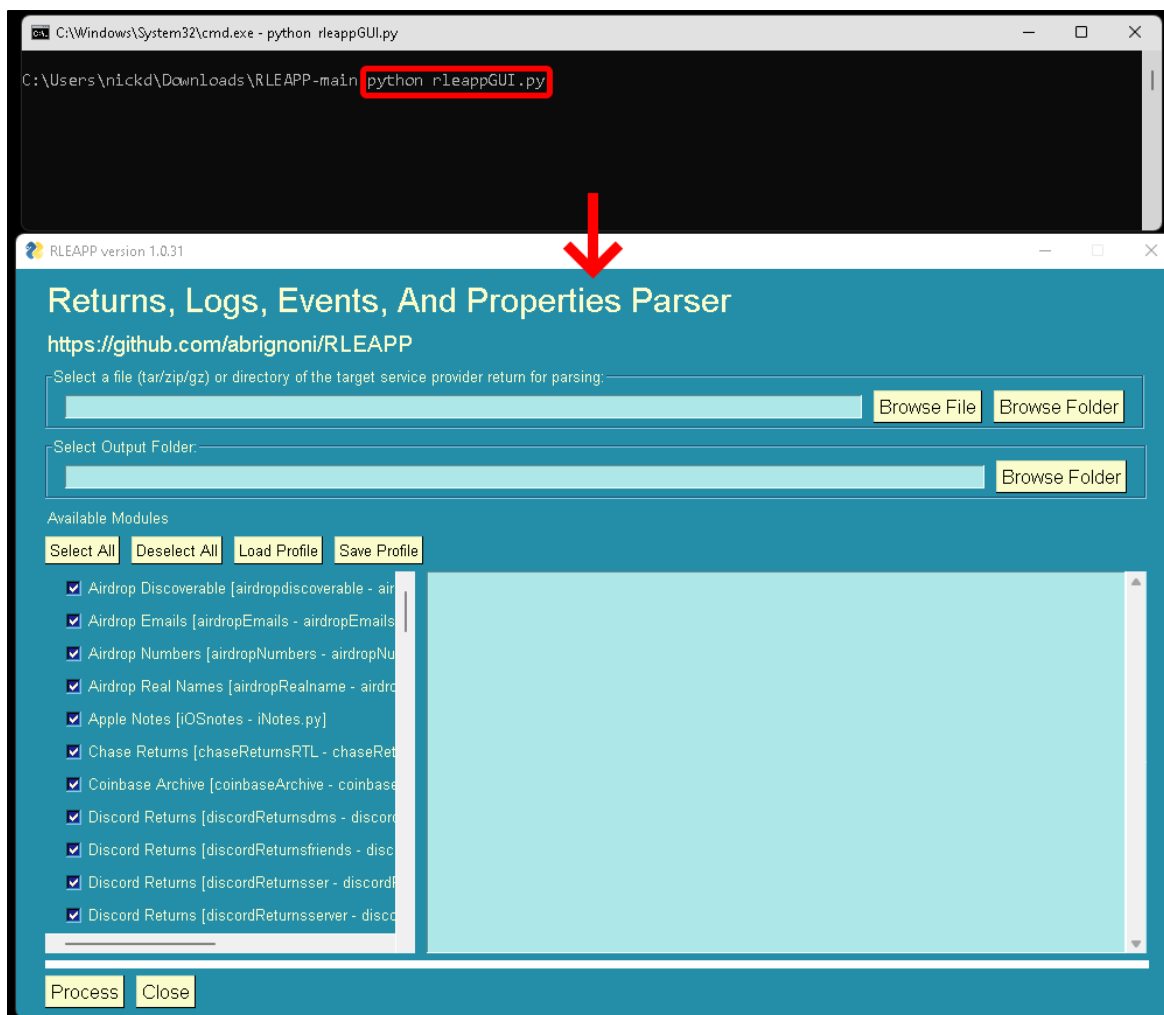 C:\Windows\System32\cmd.exe - python rleappGUI.py
C:\Users\nickd\Downloads\RLEAPP-main python rleappGUI.py
RLEAPP version 1.0.31
Returns, Logs, Events, And Properties Parser
https://github.com/abrignoni/RLEAPP
Select a file (tar/zip/gz) or directory of the target service provider return for parsing:
Browse File Browse Folder
Select Output Folder:
Browse Folder
Available Modules
Select All Deselect All Load Profile Save Profile
Airdrop Discoverable [airdropdiscoverable - air
Airdrop Emails [airdropEmails - airdropEmails
Airdrop Numbers [airdropNumbers - airdropNu
Airdrop Real Names [airdropRealname - airdro
Apple Notes [iOSnotes - iNotes.py]
Chase Returns [chaseReturnsRTL - chaseRet
Coinbase Archive [coinbaseArchive - coinbase
Discord Returns [discordReturnsdms - discord
Discord Returns [discordReturnsfriends - disc
Discord Returns [discordReturnsser - discordR
Discord Returns [discordReturnsserver - disco
Process Close